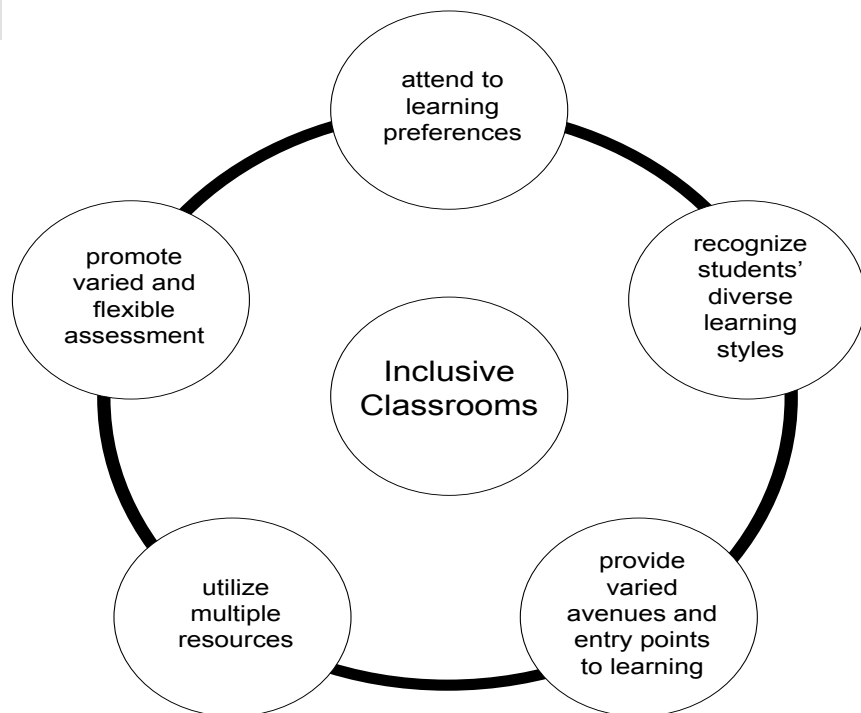 attend to
learning
preferences
recognize
students’
diverse
learning
styles
provide
varied
avenues and
entry points
to learning
utilize
multiple
resources
promote
varied and
flexible
assessment
Inclusive
Classrooms